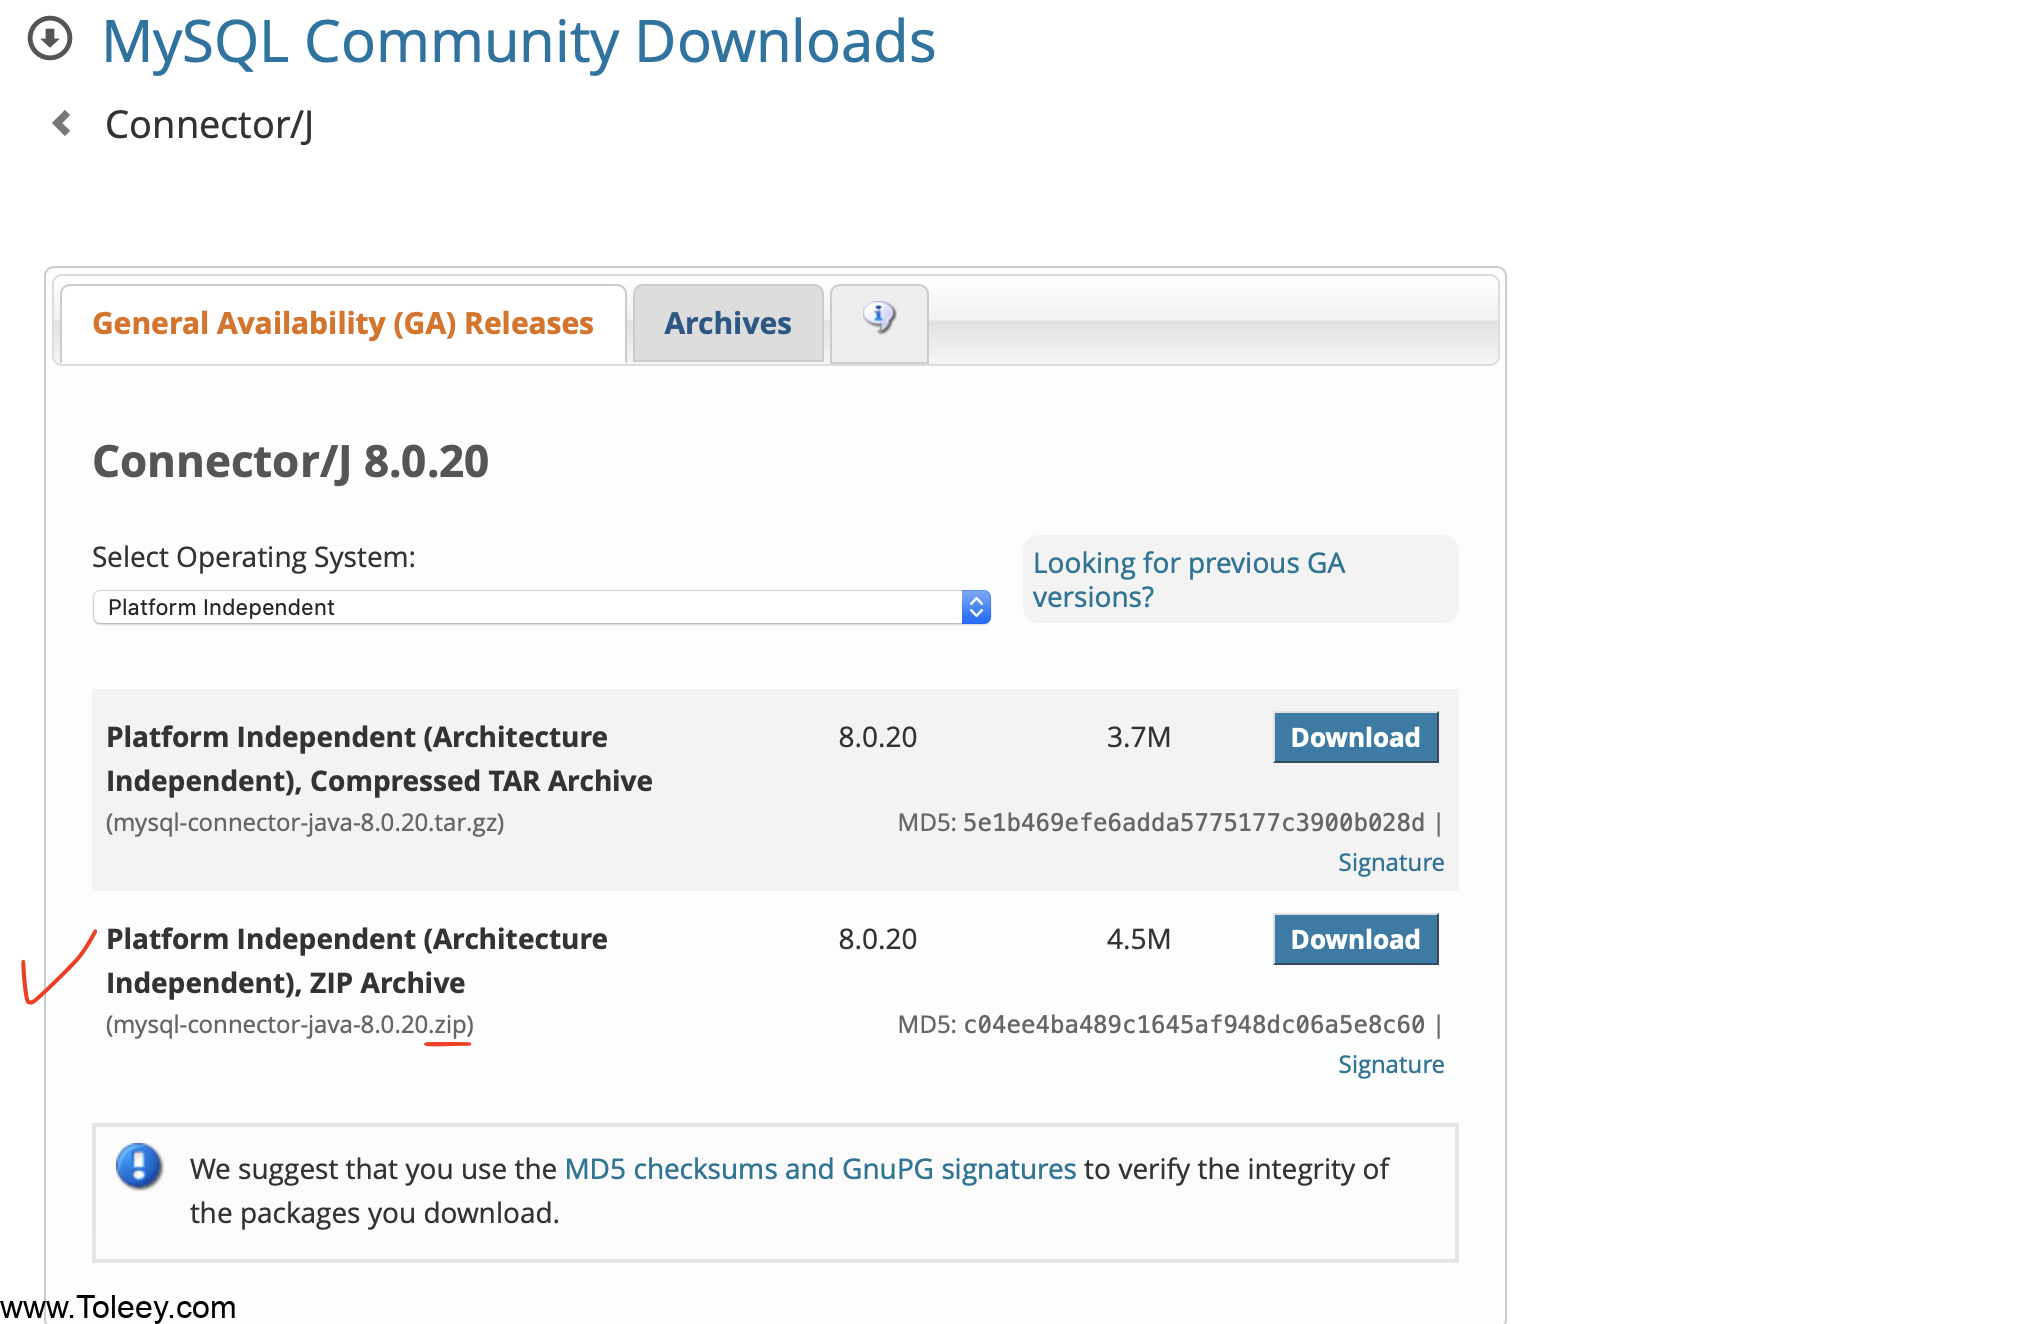 MySQL Community Downloads
Connector/J
General Availability (GA) Releases
Archives
Connector/J 8.0.20
Select Operating System:
Platform Independent
Looking for previous GA
versions?
Platform Independent (Architecture
Independent), Compressed TAR Archive
8.0.20
3.7M
Download
(mysql-connector-java-8.0.20.tar.gz)
MD5: 5e1b469efe6adda5775177c3900b028d |
Signature
Platform Independent (Architecture
Independent), ZIP Archive
8.0.20
4.5M
Download
(mysql-connector-java-8.0.20.zip)
MD5: c04ee4ba489c1645af948dc06a5e8c60 |
Signature
We suggest that you use the MD5 checksums and GnuPG signatures to verify the integrity of
the packages you download.
www.Toleey.com